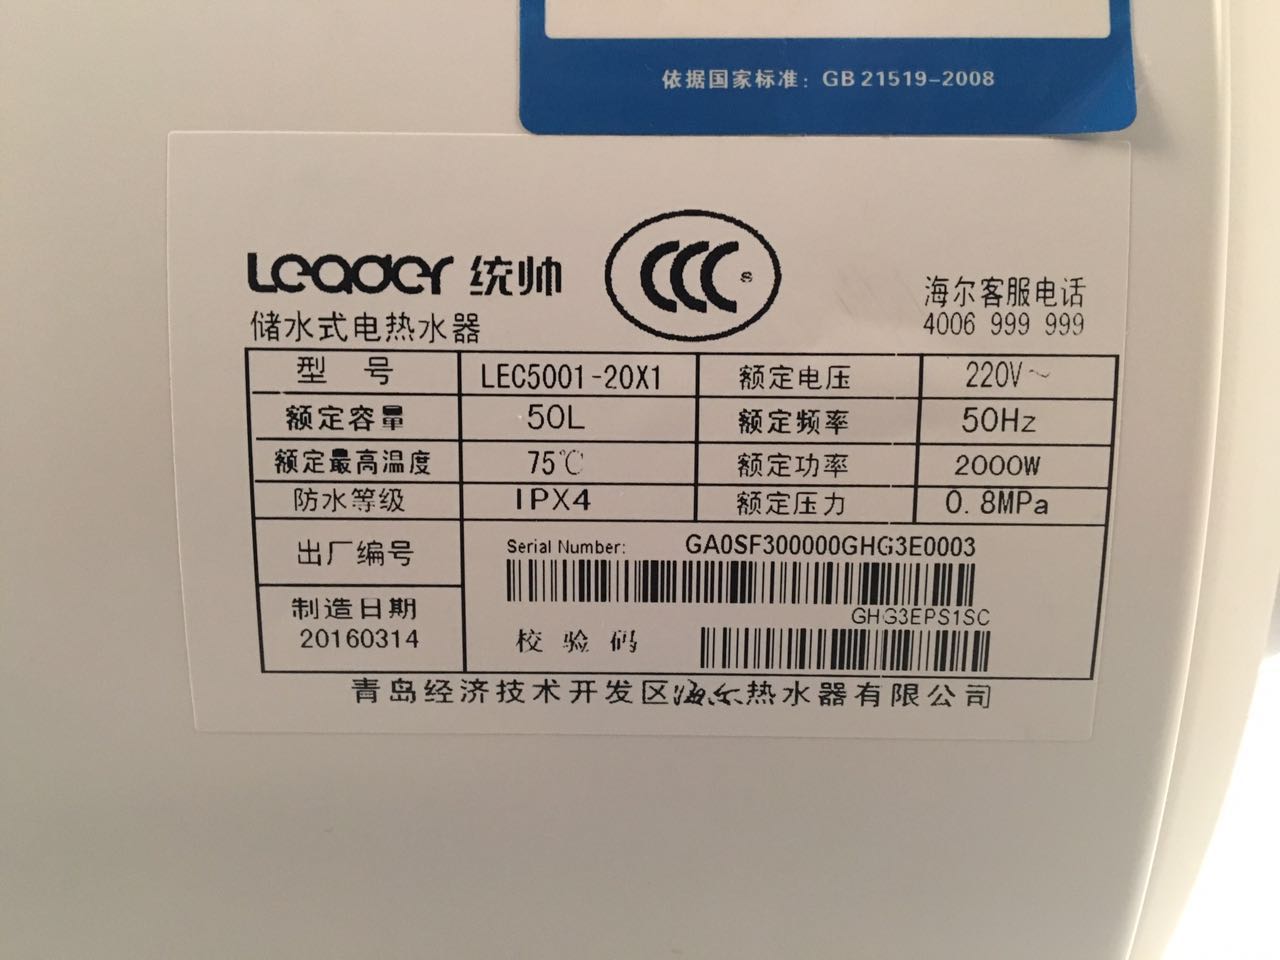 依据国家标准：GB 21519-2008
Leader 统帅
CCC S
海尔客服电话
4006 999 999
储水式电热水器
型 号 LEC5001-20X1 额定电压 220V~
额定容量 50L 额定频率 50Hz
额定最高温度 75℃ 额定功率 2000W
防水等级 IPX4 额定压力 0.8MPa
出厂编号 Serial Number: GA0SF300000GHG3E0003
GHG3EPS1SC
制造日期
20160314 校 验 码
青岛经济技术开发区海尔热水器有限公司